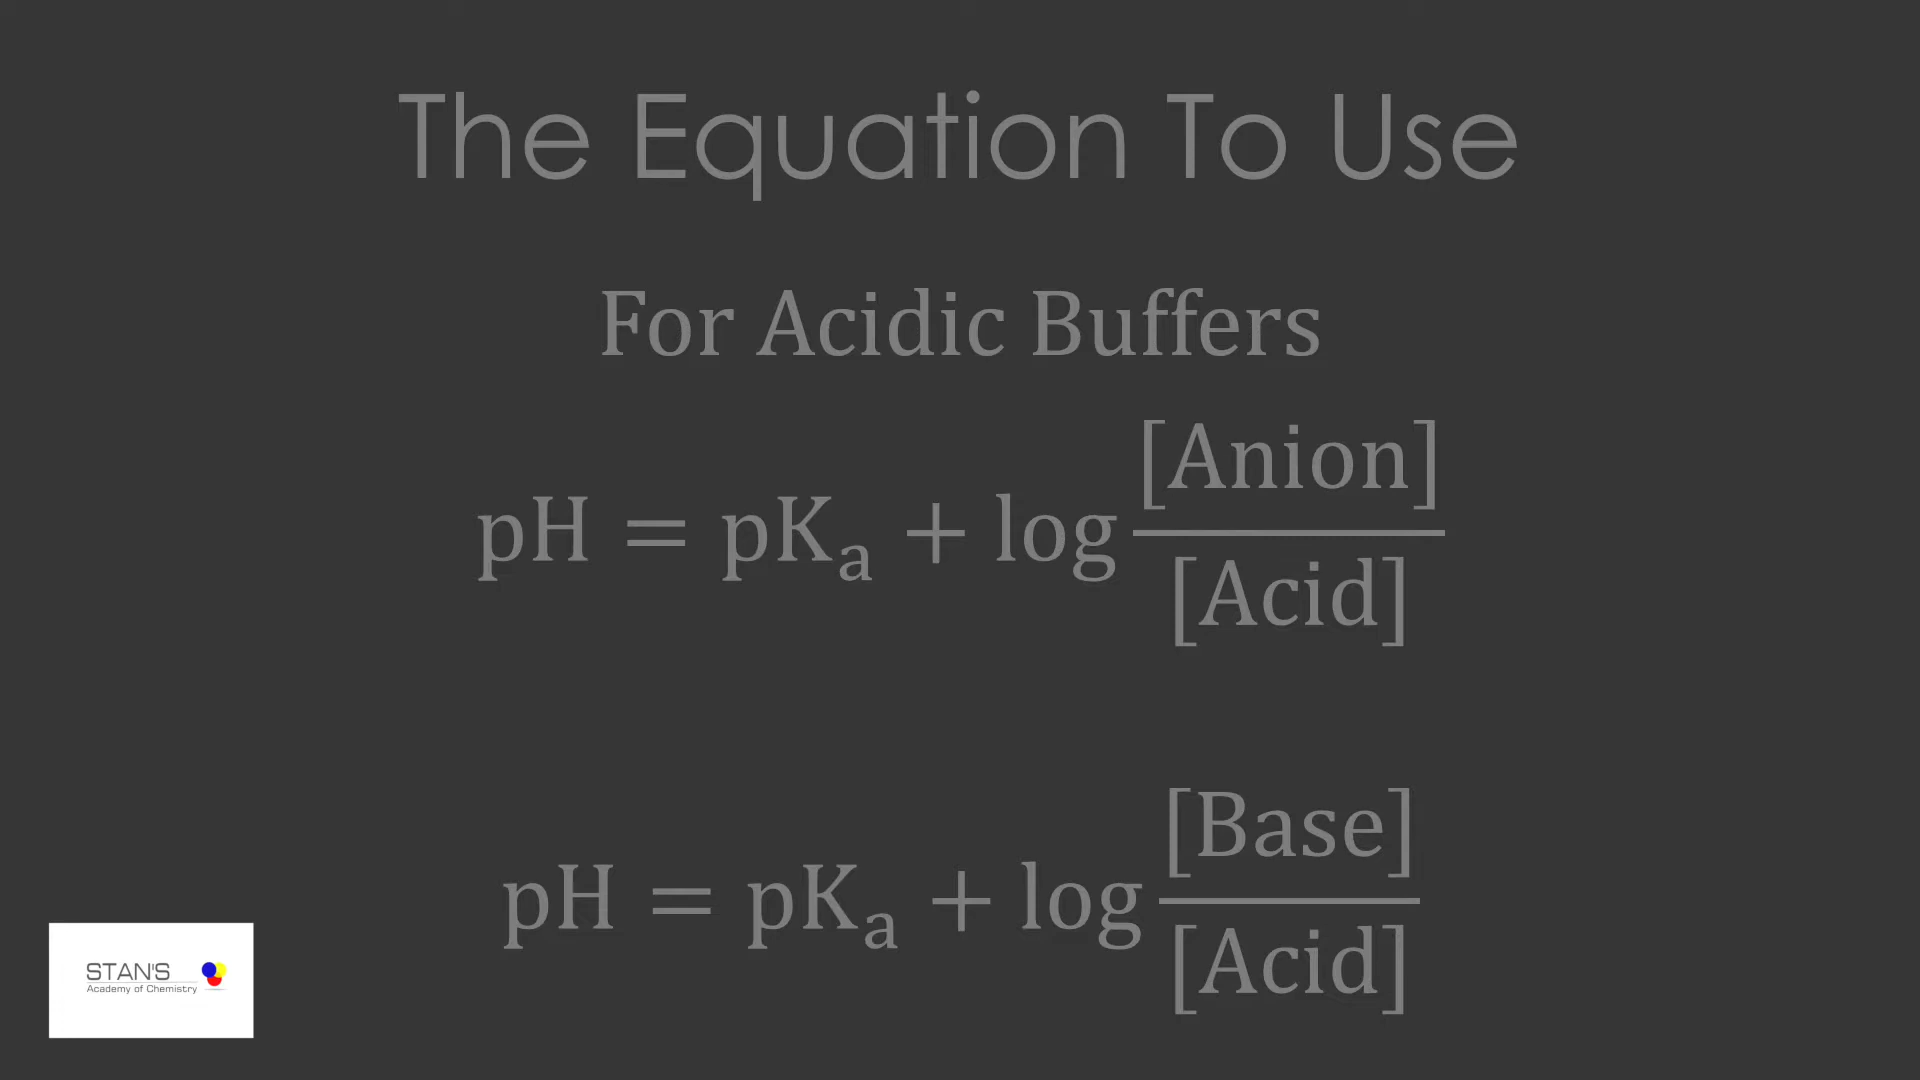 The Equation To Use
For Acidic Buffers
pH = pKₐ + log [Anion] / [Acid]
pH = pKₐ + log [Base] / [Acid]
STAN'S
Academy of Chemistry